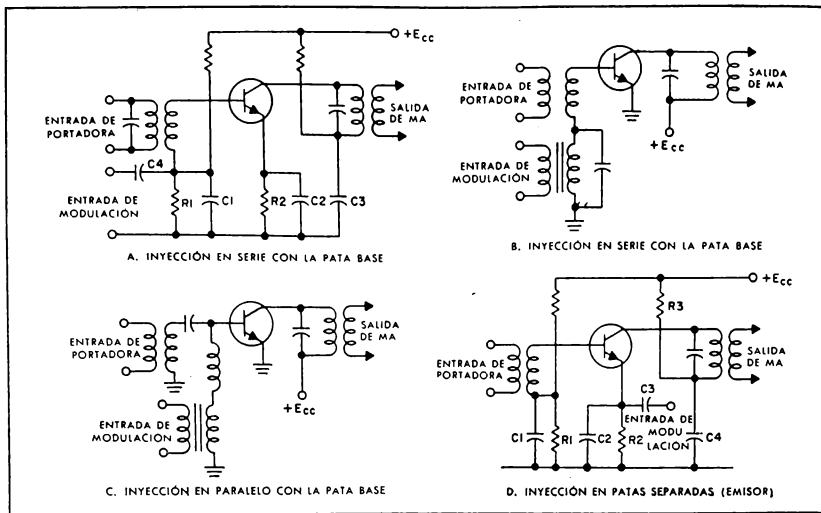 +Ecc
ENTRADA DE
PORTADORA
SALIDA
DE MA
C4
ENTRADA DE
MODULACIÓN
R1
C1
R2
C2
C3
A. INYECCIÓN EN SERIE CON LA PATA BASE
ENTRADA DE
PORTADORA
SALIDA
DE MA
+Ecc
ENTRADA DE
MODULACIÓN
B. INYECCIÓN EN SERIE CON LA PATA BASE
ENTRADA DE
PORTADORA
SALIDA
DE MA
+Ecc
ENTRADA DE
MODULACIÓN
C. INYECCIÓN EN PARALELO CON LA PATA BASE
+Ecc
R3
ENTRADA DE
PORTADORA
SALIDA
DE MA
C3
ENTRADA
DE MODU
LACIÓN
C1
R1
C2
R2
C4
D. INYECCIÓN EN PATAS SEPARADAS (EMISOR)